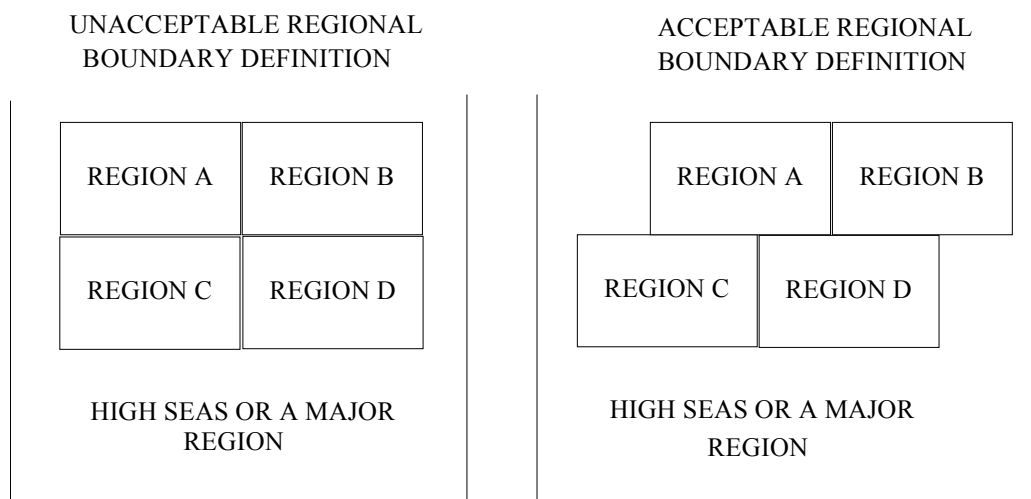 UNACCEPTABLE REGIONAL
BOUNDARY DEFINITION
REGION A
REGION B
REGION C
REGION D
HIGH SEAS OR A MAJOR
REGION
ACCEPTABLE REGIONAL
BOUNDARY DEFINITION
REGION A
REGION B
REGION C
REGION D
HIGH SEAS OR A MAJOR
REGION